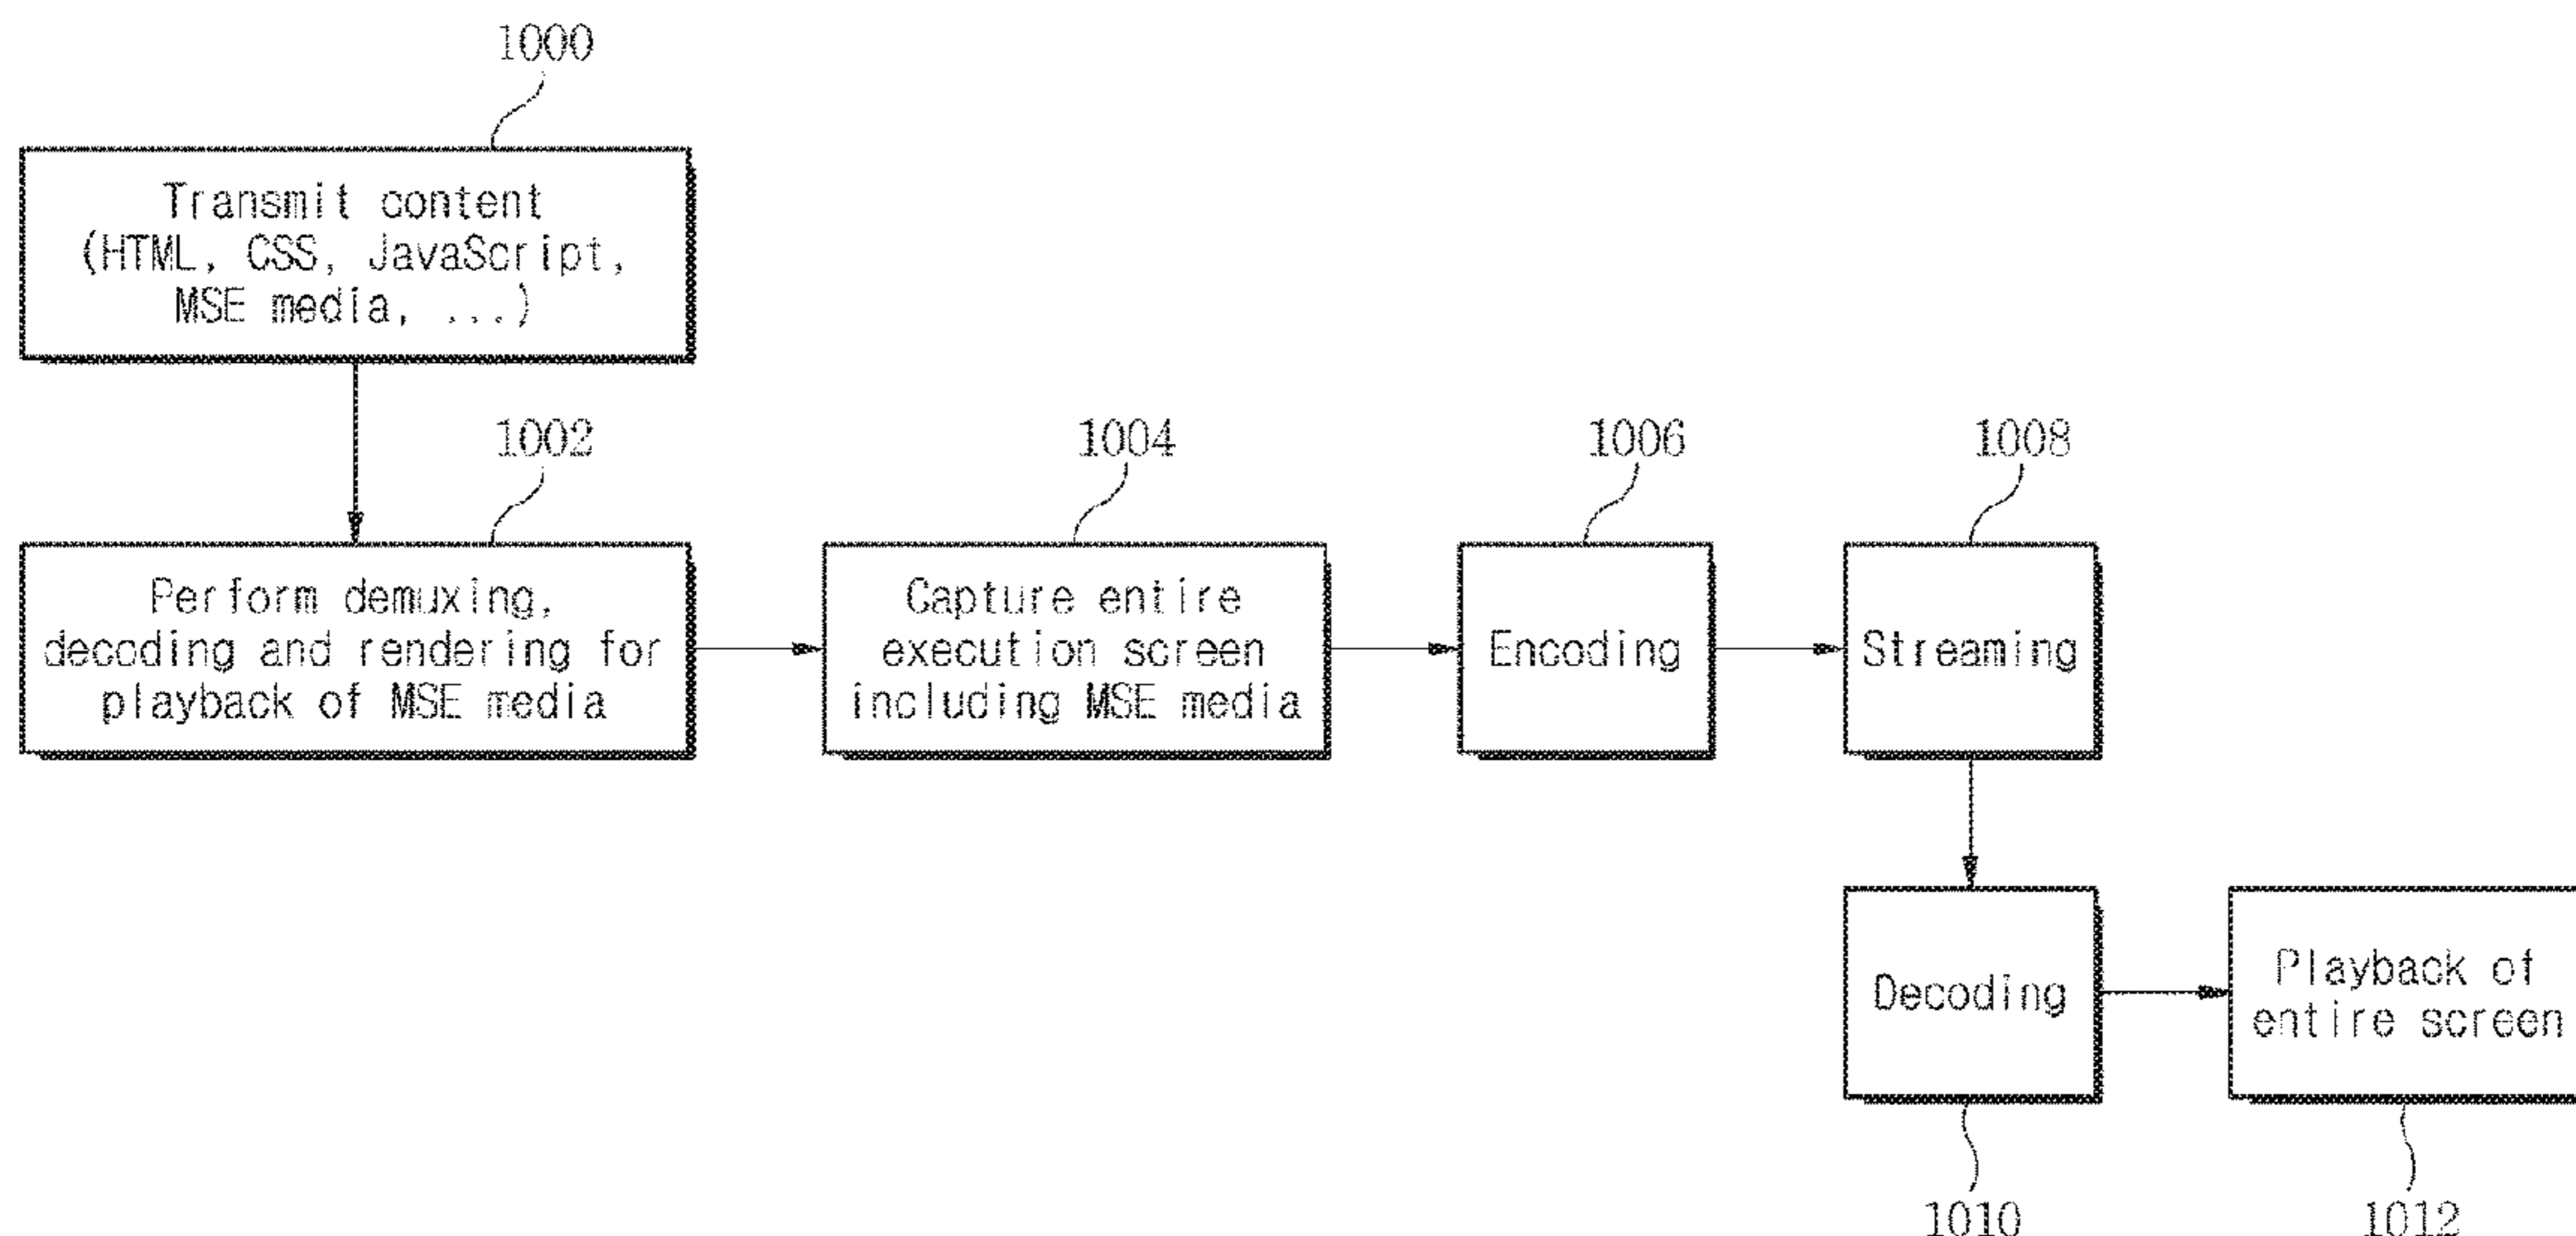 1000
Transmit content
(HTML, CSS, JavaScript,
MSE media, ...)
1002
Perform demuxing,
decoding and rendering for
playback of MSE media
1004
Capture entire
execution screen
including MSE media
1006
Encoding
1008
Streaming
Decoding
1010
Playback of
entire screen
1012